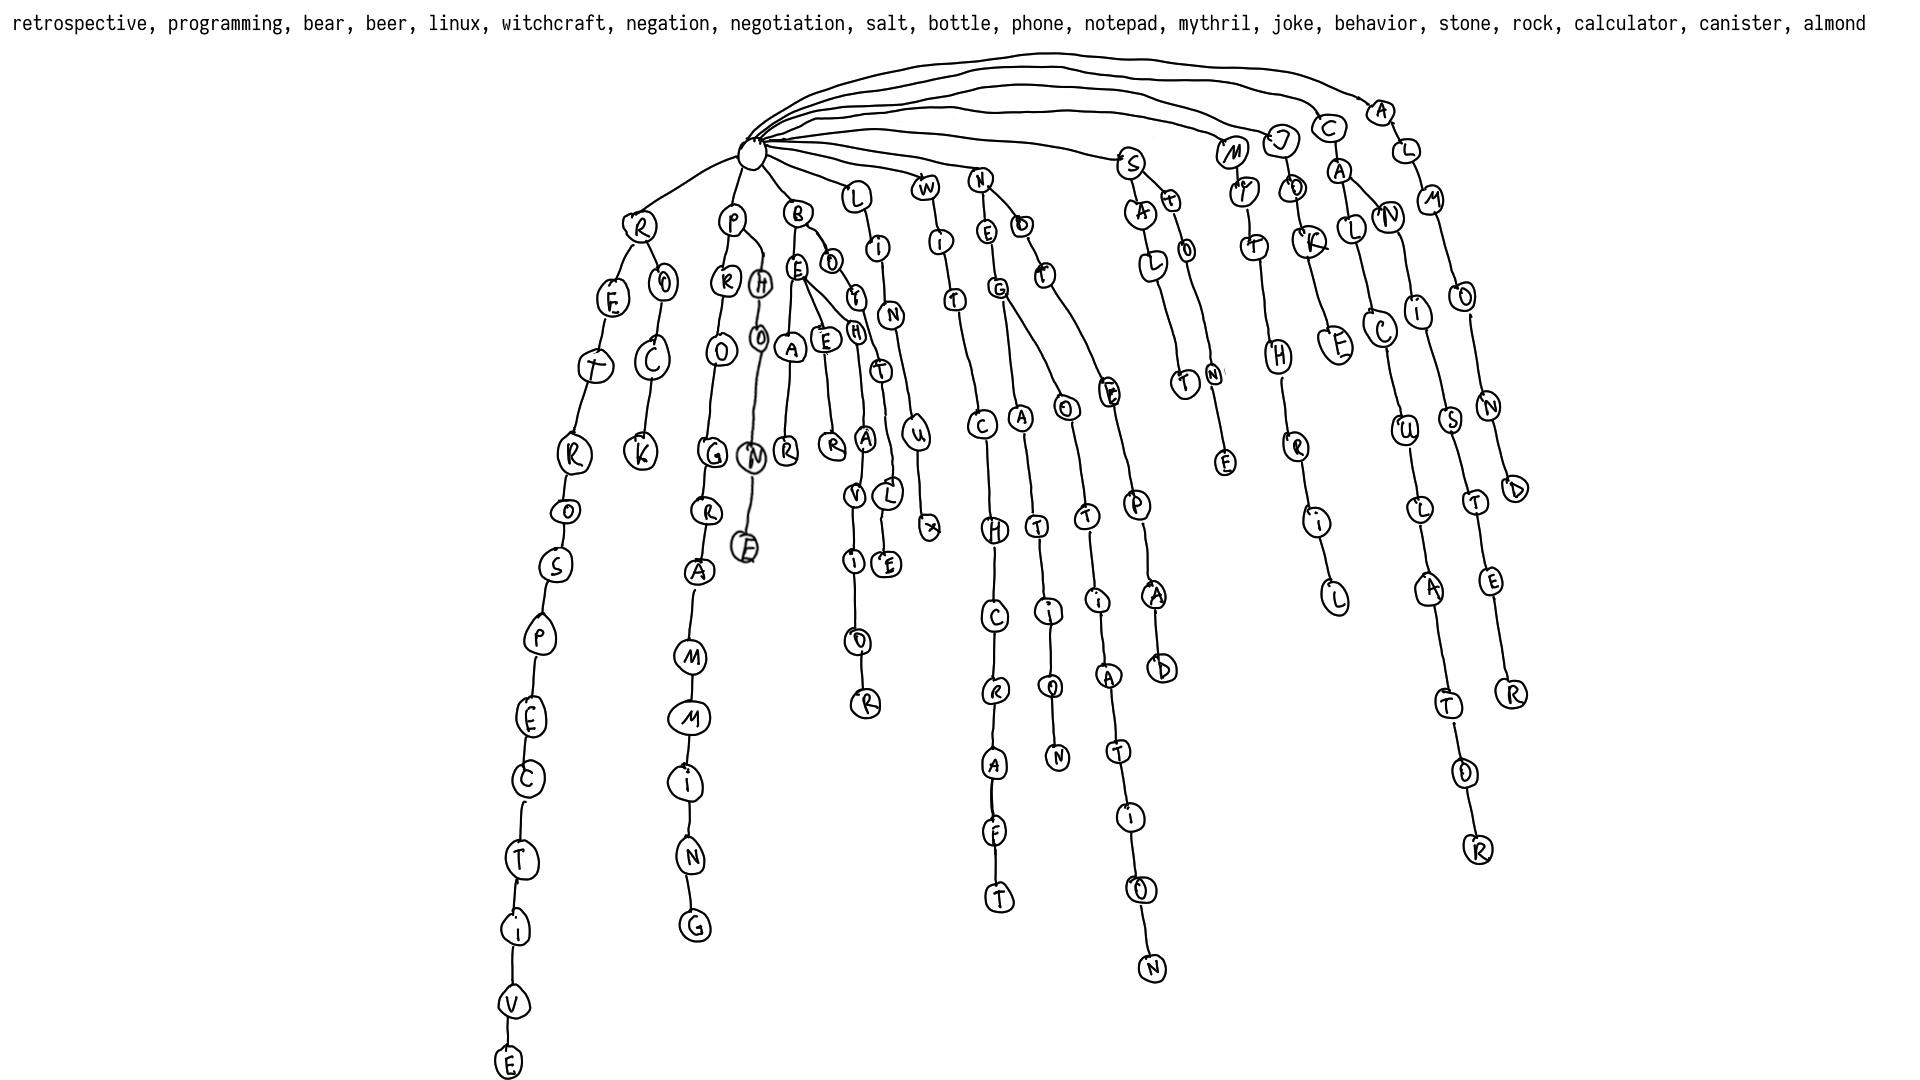 retrospective, programming, bear, beer, linux, witchcraft, negation, negotiation, salt, bottle, phone, notepad, mythril, joke, behavior, stone, rock, calculator, canister, almond
R
E
T
R
O
S
P
E
C
T
i
V
E
O
C
K
P
R
O
G
R
A
M
M
i
N
G
H
O
N
E
B
E
A
R
E
R
H
A
V
i
O
R
O
T
T
L
E
L
i
N
U
X
W
i
T
C
H
C
R
A
F
T
N
E
G
A
T
i
O
N
O
T
i
A
T
i
O
N
O
T
E
P
A
D
S
A
L
T
T
O
N
E
M
Y
T
H
R
i
L
J
O
K
E
C
A
L
C
U
L
A
T
O
R
N
i
S
T
E
R
A
L
M
O
N
D